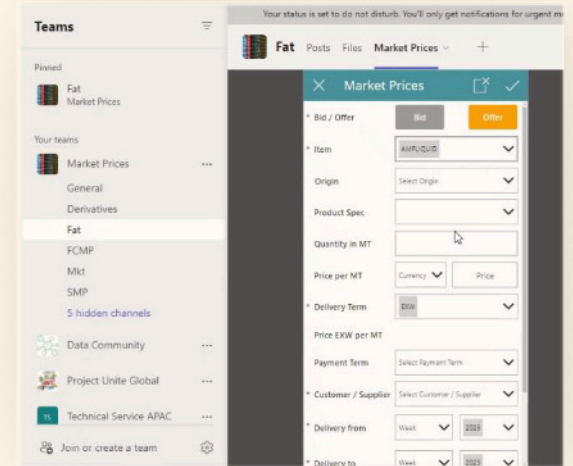 Your status is set to do not disturb. You'll only get notifications for urgent m
Teams
Fat Posts Files Market Prices
Pinned
Fat
Market Prices
Your teams
Market Prices
General
Derivatives
Fat
FCMP
Mkt
SMP
5 hidden channels
Data Community
Project Unite Global
TS Technical Service APAC
Join or create a team
Market Prices
* Bid / Offer Bid Offer
* Item AMFLIQUID
Origin Select Origin
Product Spec
Quantity in MT
Price per MT Currency Price
* Delivery Term EXW
Price EXW per MT
Payment Term Select Payment Term
* Customer / Supplier Select Customer / Supplier
* Delivery from Week 2023
* Delivery to Week 2023